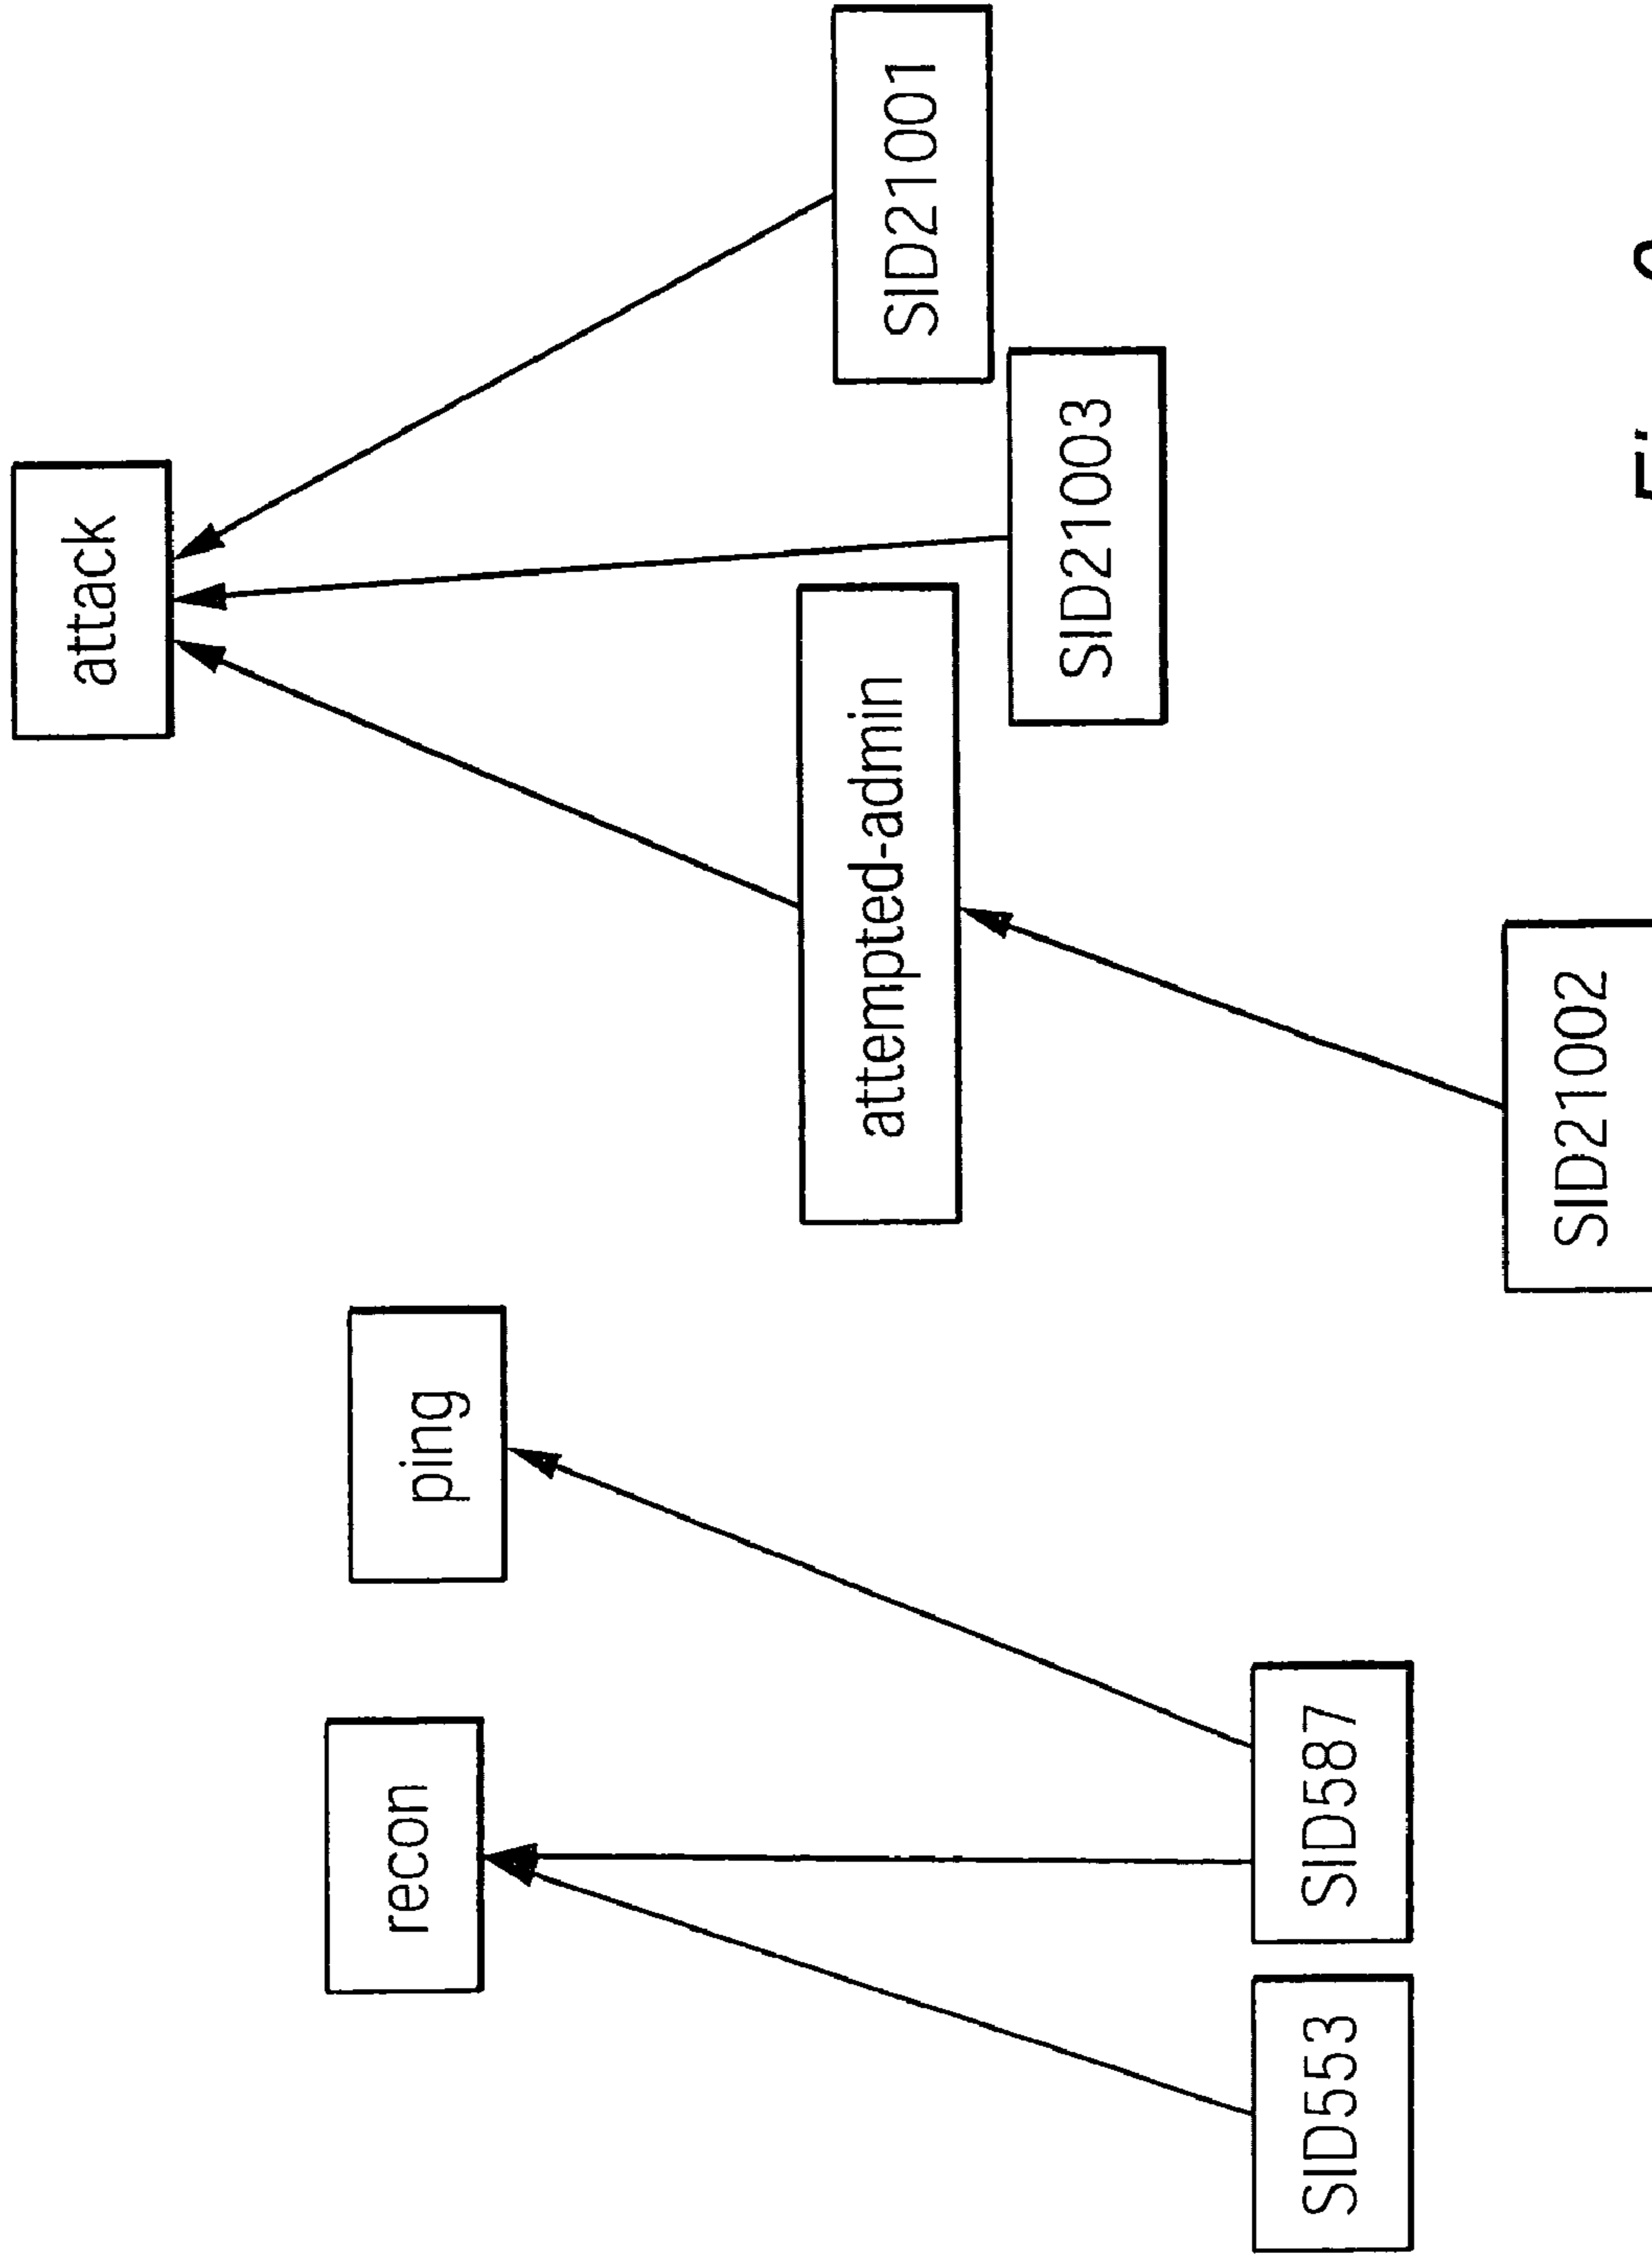 attack
recon
ping
attempted-admin
SID21001
SID21003
SID553
SID587
SID21002